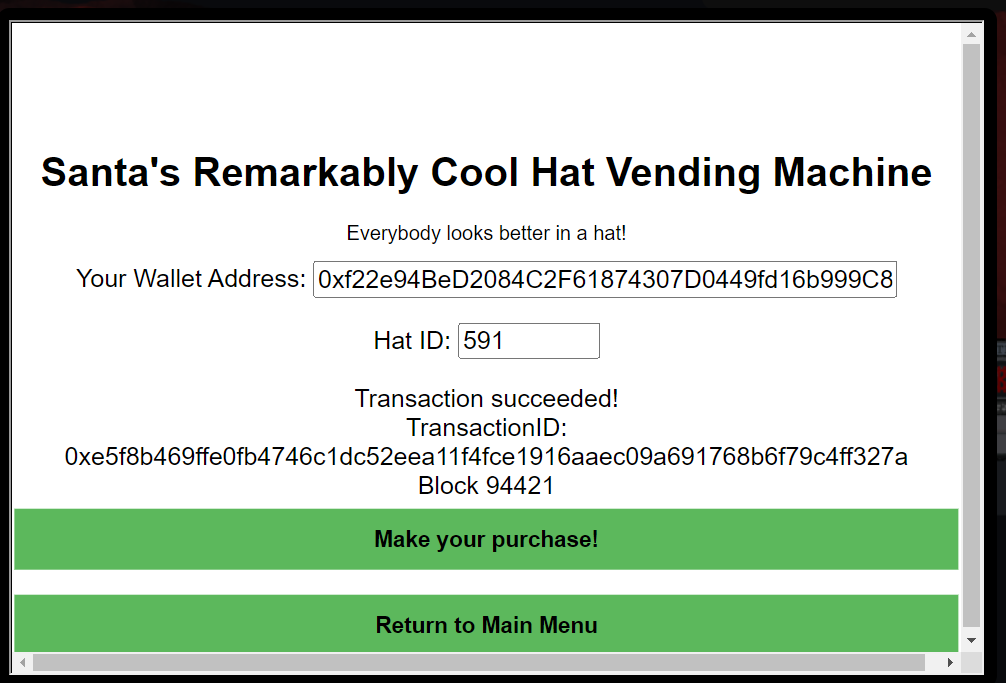 Santa's Remarkably Cool Hat Vending Machine
Everybody looks better in a hat!
Your Wallet Address: 0xf22e94BeD2084C2F61874307D0449fd16b999C8
Hat ID: 591
Transaction succeeded!
TransactionID:
0xe5f8b469ffe0fb4746c1dc52eea11f4fce1916aaec09a691768b6f79c4ff327a
Block 94421
Make your purchase!
Return to Main Menu